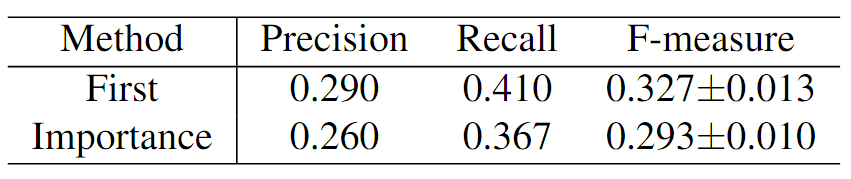 Method Precision Recall F-measure
First 0.290 0.410 0.327±0.013
Importance 0.260 0.367 0.293±0.010